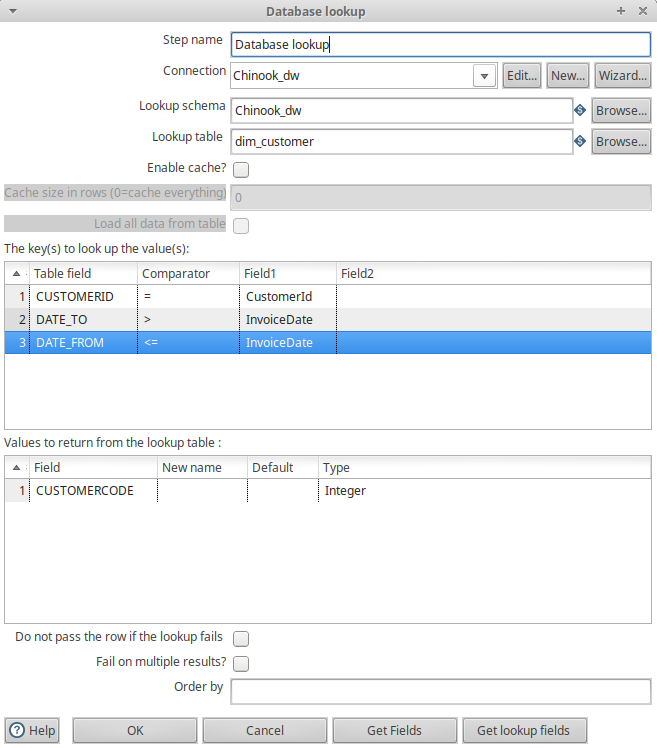 Database lookup
Step name Database lookup
Connection Chinook_dw Edit... New... Wizard...
Lookup schema Chinook_dw Browse...
Lookup table dim_customer Browse...
Enable cache?
Cache size in rows (0=cache everything) 0
Load all data from table
The key(s) to look up the value(s):
Table field Comparator Field1 Field2
1 CUSTOMERID = CustomerId
2 DATE_TO > InvoiceDate
3 DATE_FROM <= InvoiceDate
Values to return from the lookup table :
Field New name Default Type
1 CUSTOMERCODE Integer
Do not pass the row if the lookup fails
Fail on multiple results?
Order by
Help OK Cancel Get Fields Get lookup fields